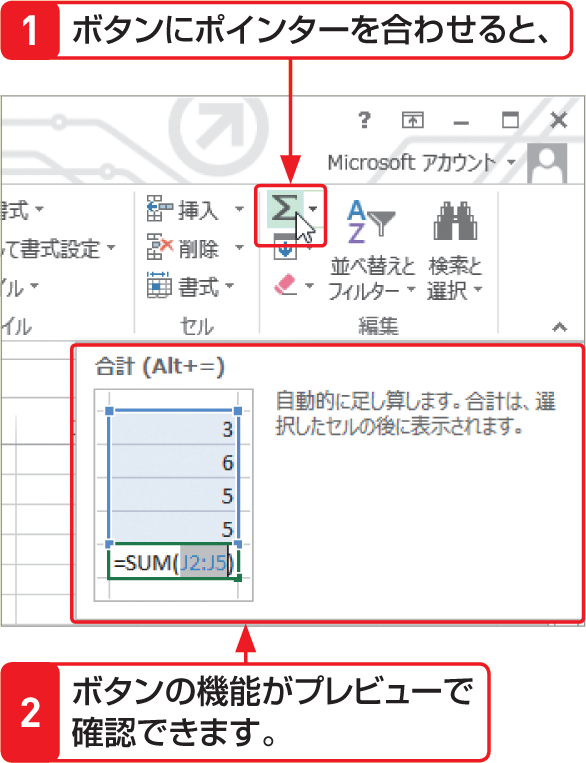 1 ボタンにポインターを合わせると、
?
Microsoft アカウント
書式
挿入
Σ
て書式設定
削除
イル
書式
並べ替えと
フィルター
検索と
選択
イル
セル
編集
合計 (Alt+=)
自動的に足し算します。合計は、選
択したセルの後に表示されます。
3
6
5
5
=SUM(J2:J5)
2 ボタンの機能がプレビューで
確認できます。